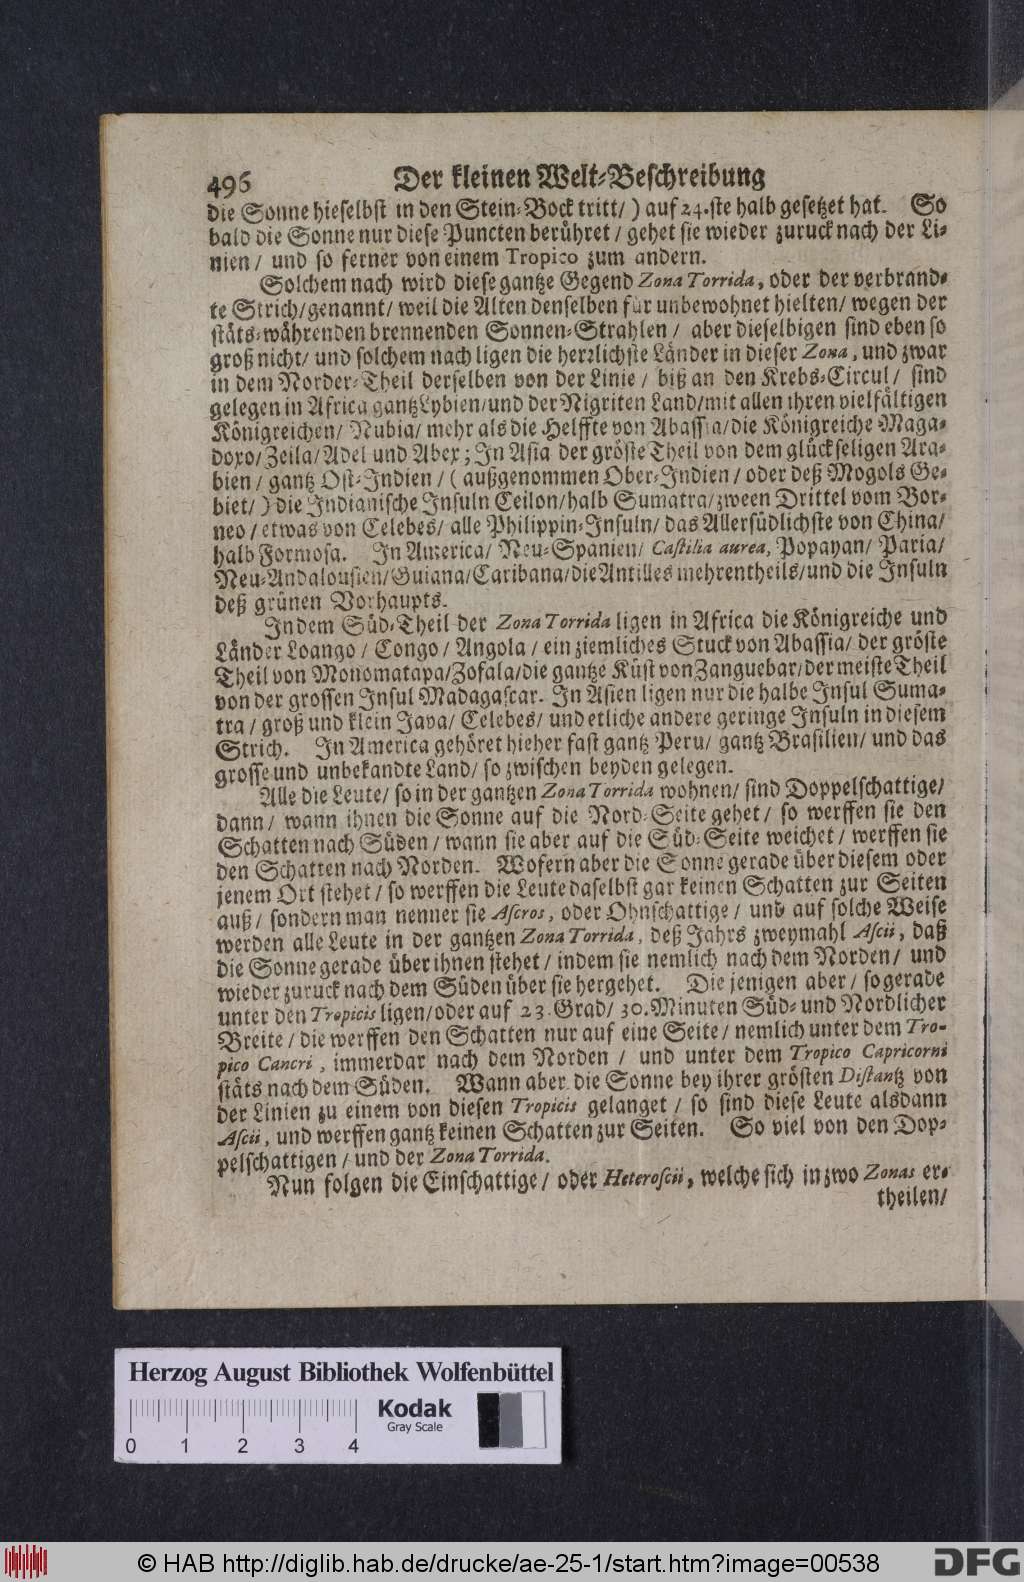 496 Der kleinen Welt-Beschreibung
die Sonne hieselbst in den Stein-Bock tritt/) auf 24.ste halb gesetzet hat. So
bald die Sonne nur diese Puncten berühret / gehet sie wieder zuruck nach der Li-
nien / und so ferner von einem Tropico zum andern.
Solchem nach wird diese gantze Gegend Zona Torrida, oder der verbrand-
te Strich/genannt/ weil die Alten denselben für unbewohnet hielten/ wegen der
stäts-währenden brennenden Sonnen-Strahlen / aber dieselbigen sind eben so
groß nicht/ und solchem nach ligen die herzlichste Länder in dieser Zona, und zwar
in dem Norder-Theil derselben von der Linie / biß an den Krebs-Circul / sind
gelegen in Africa gantz Lybien/und der Nigriten Land/mit allen ihren vielfältigen
Königreichen/ Nubia/ mehr als die Helffte von Abassia/die Königreiche Maga-
doxo/Zeila/Adel und Abex; In Asia der gröste Theil von dem glückseligen Ara-
bien / gantz Ost-Indien / ( außgenommen Ober-Indien / oder deß Mogols Ge-
biet/ ) die Indianische Insuln Ceilon/halb Sumatra/zween Drittel vom Bor-
neo / etwas von Celebes/ alle Philippin-Insuln/ das Allersüdlichste von China/
halb Formosa. In America/ Neu-Spanien/ Castilia aurea, Popayan/ Paria/
Neu-Andalousien/Guiana/Caribana/die Antilles mehrentheils/und die Insuln
deß grünen Vorhaupts.
In dem Süd-Theil der Zona Torrida ligen in Africa die Königreiche und
Länder Loango / Congo / Angola / ein ziemliches Stuck von Abassia/ der gröste
Theil von Monomatapa/Zofala/die gantze Küst von Zanguebar/der meiste Theil
von der grossen Insul Madagascar. In Asien ligen nur die halbe Insul Suma-
tra / groß und klein Java/ Celebes/ und etliche andere geringe Insuln in diesem
Strich. In America gehöret hieher fast gantz Peru/ gantz Brasilien/ und das
grosse und unbekandte Land/ so zwischen beyden gelegen.
Alle die Leute/ so in der gantzen Zona Torrida wohnen/ sind Doppelschattige/
dann / wann ihnen die Sonne auf die Nord-Seite gehet / so werffen sie den
Schatten nach Süden / wann sie aber auf die Süd-Seite weichet / werffen sie
den Schatten nach Norden. Wofern aber die Sonne gerade über diesem oder
jenem Ort stehet / so werffen die Leute daselbst gar keinen Schatten zur Seiten
auß / sondern man nenner sie Ascros, oder Ohnschattige / und auf solche Weise
werden alle Leute in der gantzen Zona Torrida, deß Jahrs zweymahl Ascii, daß
die Sonne gerade über ihnen stehet / indem sie nemlich nach dem Norden / und
wieder zuruck nach dem Süden über sie hergehet. Die jenigen aber / so gerade
unter den Tropicis ligen/oder auf 23. Grad/ 30. Minuten Süd- und Nordlicher
Breite / die werffen den Schatten nur auf eine Seite / nemlich unter dem Tro-
pico Cancri, immerdar nach dem Norden / und unter dem Tropico Capricorni
stäts nach dem Süden. Wann aber die Sonne bey ihrer grösten Distantz von
der Linien zu einem von diesen Tropicis gelanget / so sind diese Leute alsdann
Ascii, und werffen gantz keinen Schatten zur Seiten. So viel von den Dop-
pelschattigen / und der Zona Torrida.
Nun folgen die Einschattige / oder Heteroscii, welche sich in zwo Zonas er-
theilen/
Herzog August Bibliothek Wolfenbüttel
Kodak
Gray Scale
0 1 2 3 4
© HAB http://diglib.hab.de/drucke/ae-25-1/start.htm?image=00538
DFG